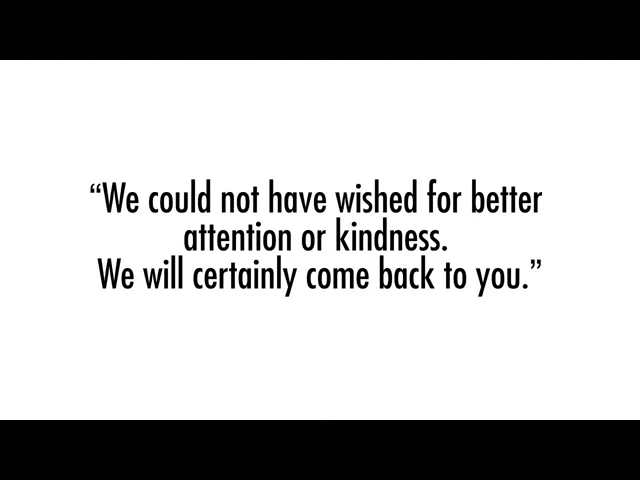 “We could not have wished for better
attention or kindness.
We will certainly come back to you.”